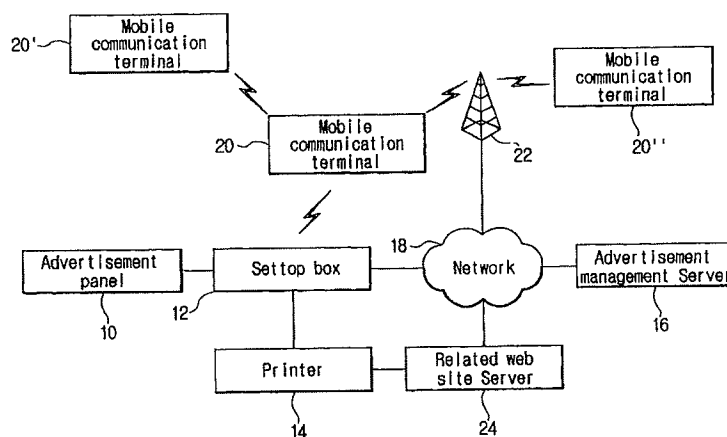 Mobile
communication
terminal
20'
Mobile
communication
terminal
20''
Mobile
communication
terminal
20
22
18
Advertisement
panel
10
Settop box
12
Network
Advertisement
management Server
16
Printer
14
Related web
site Server
24